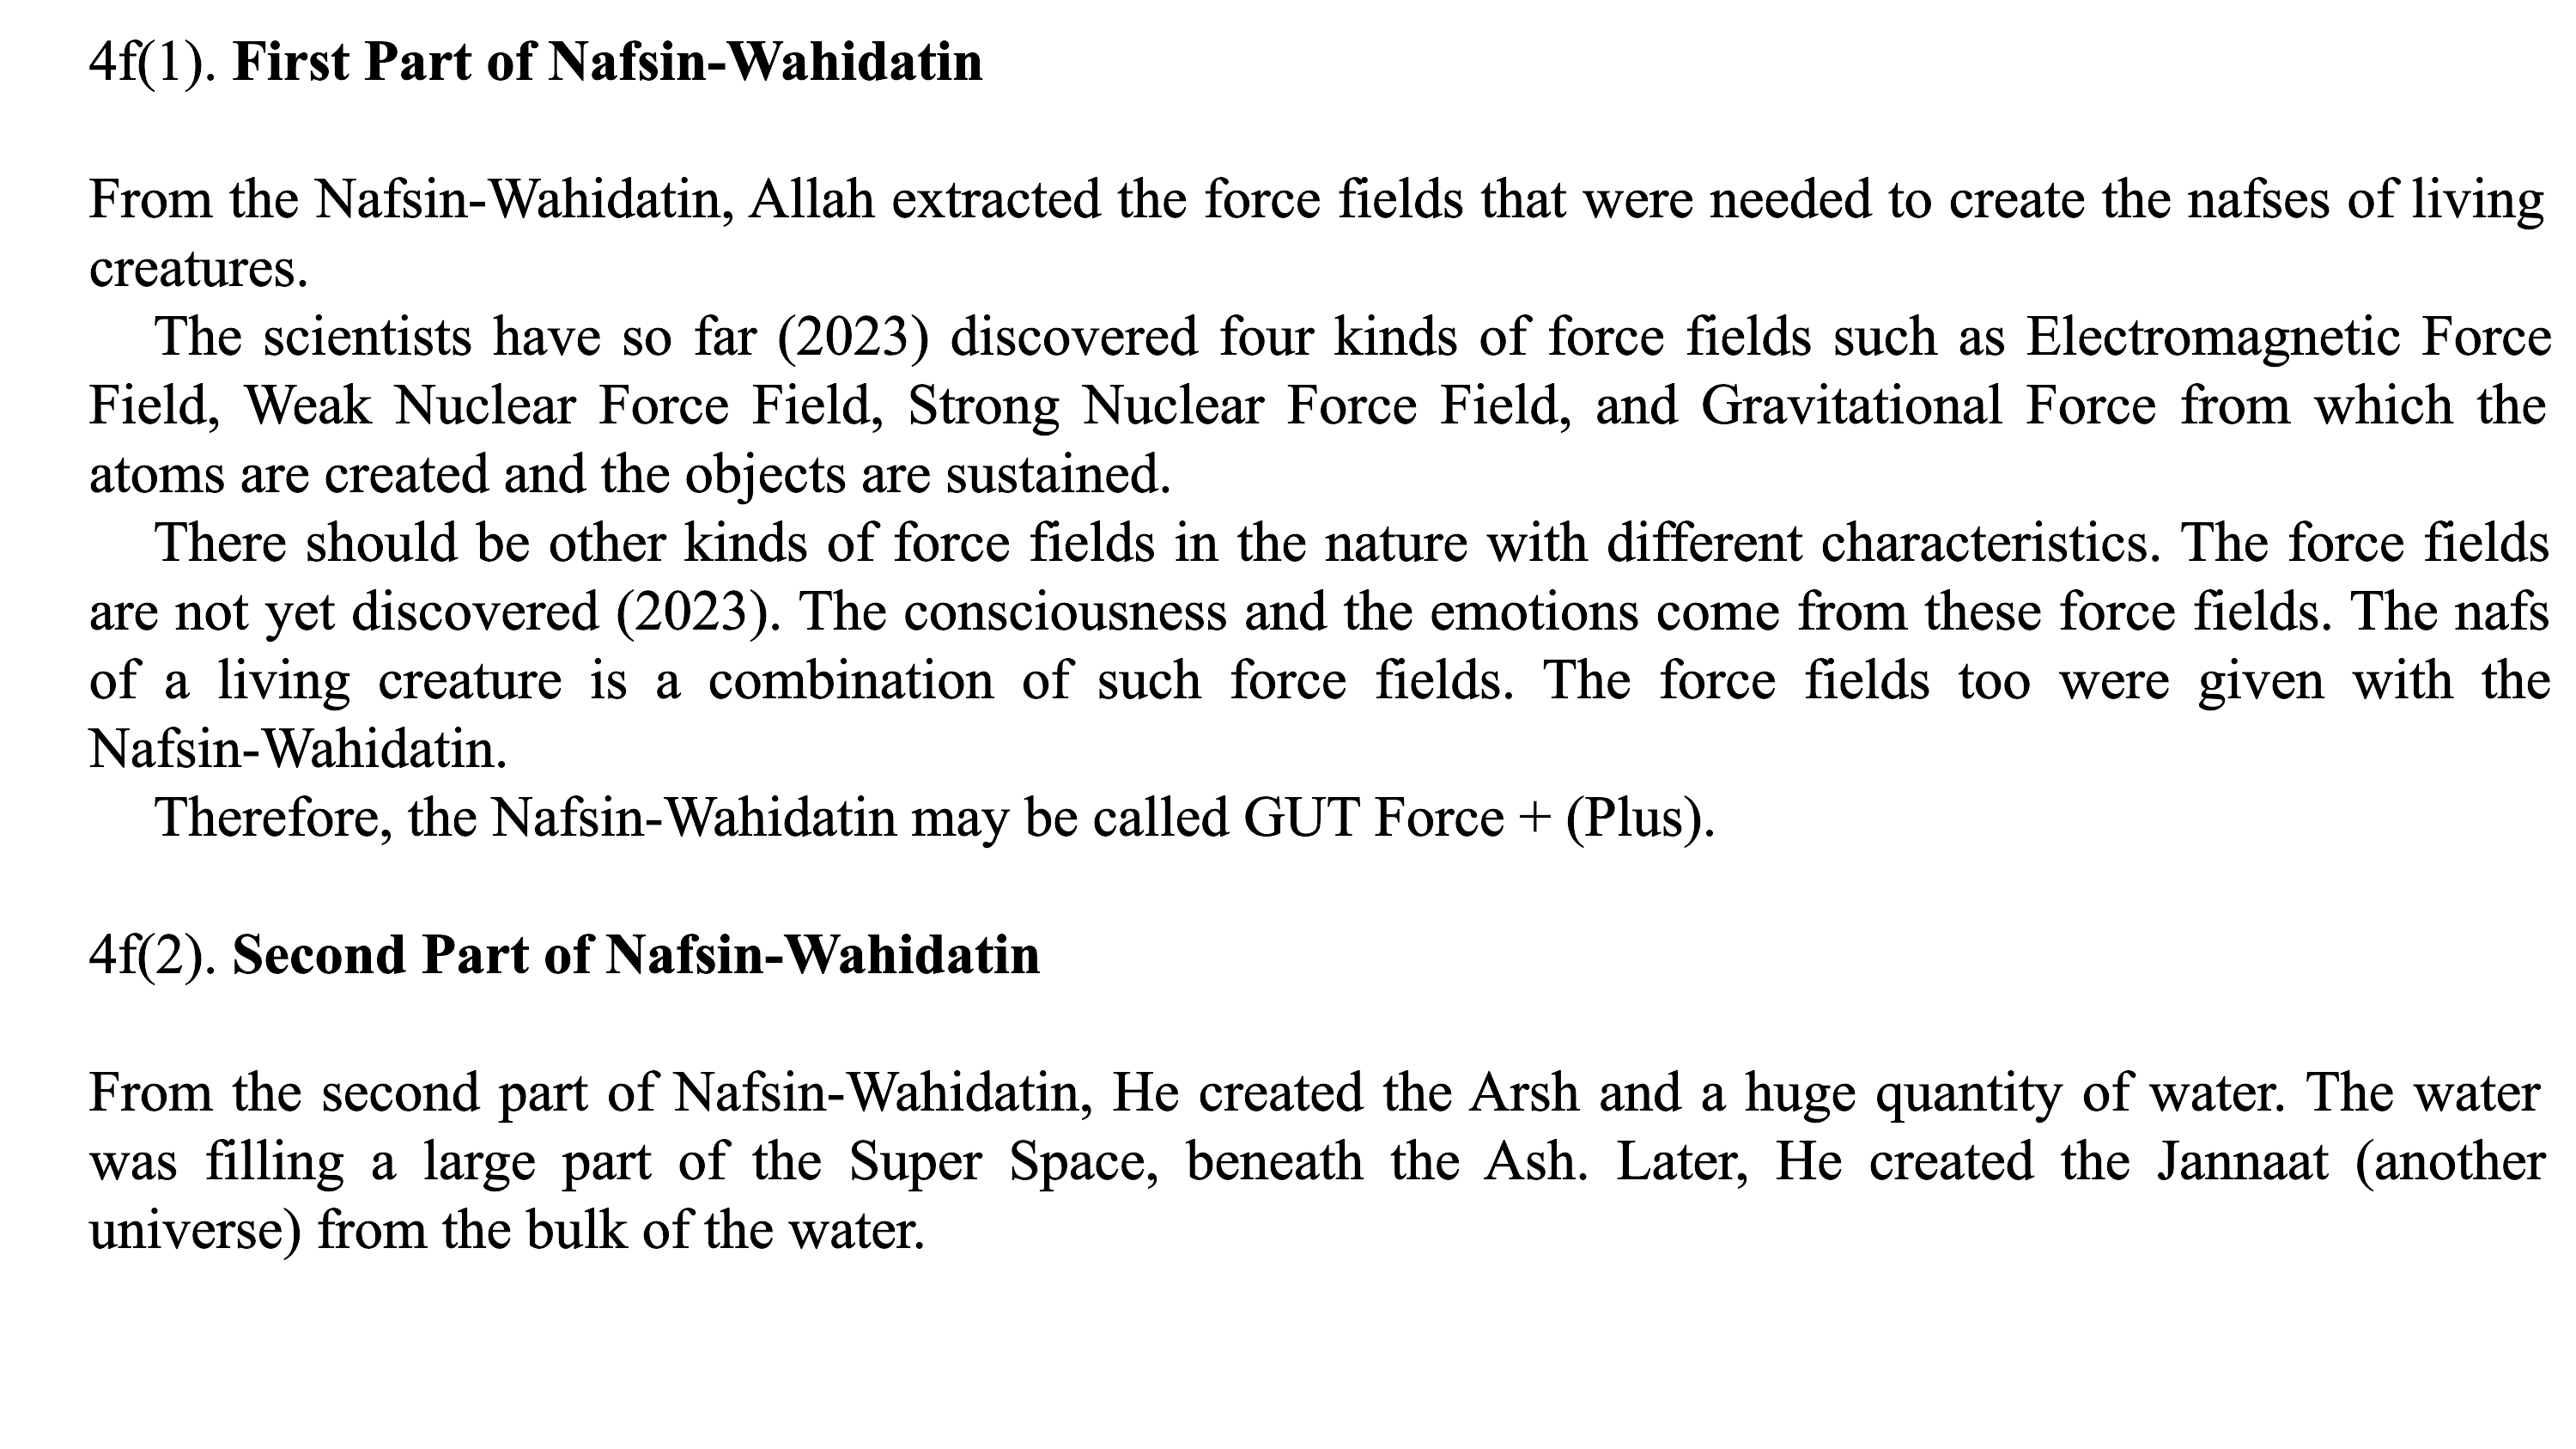 4f(1). First Part of Nafsin-Wahidatin
From the Nafsin-Wahidatin, Allah extracted the force fields that were needed to create the nafses of living
creatures.
The scientists have so far (2023) discovered four kinds of force fields such as Electromagnetic Force
Field, Weak Nuclear Force Field, Strong Nuclear Force Field, and Gravitational Force from which the
atoms are created and the objects are sustained.
There should be other kinds of force fields in the nature with different characteristics. The force fields
are not yet discovered (2023). The consciousness and the emotions come from these force fields. The nafs
of a living creature is a combination of such force fields. The force fields too were given with the
Nafsin-Wahidatin.
Therefore, the Nafsin-Wahidatin may be called GUT Force + (Plus).
4f(2). Second Part of Nafsin-Wahidatin
From the second part of Nafsin-Wahidatin, He created the Arsh and a huge quantity of water. The water
was filling a large part of the Super Space, beneath the Ash. Later, He created the Jannaat (another
universe) from the bulk of the water.